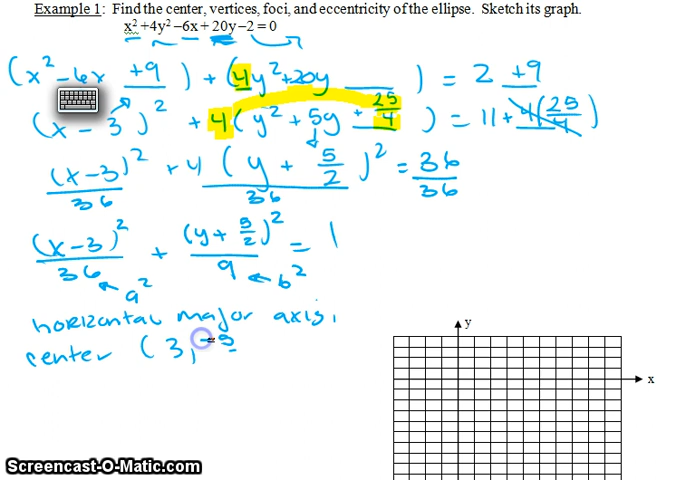 Example 1: Find the center, vertices, foci, and eccentricity of the ellipse. Sketch its graph.
x²+4y²−6x+20y−2=0
(x² −6x +9 ) + (4y²+20y ___ ) = 2 +9
(x − 3)² + 4(y² + 5y + 25/4 ) = 11 + 4(25/4)
(x−3)²/36 + 4(y + 5/2)²/36 = 36/36
(x−3)²/36 + (y + 5/2)²/9 = 1
← a² ← b²
horizontal major axis,
center (3, −5
y
x
Screencast-O-Matic.com